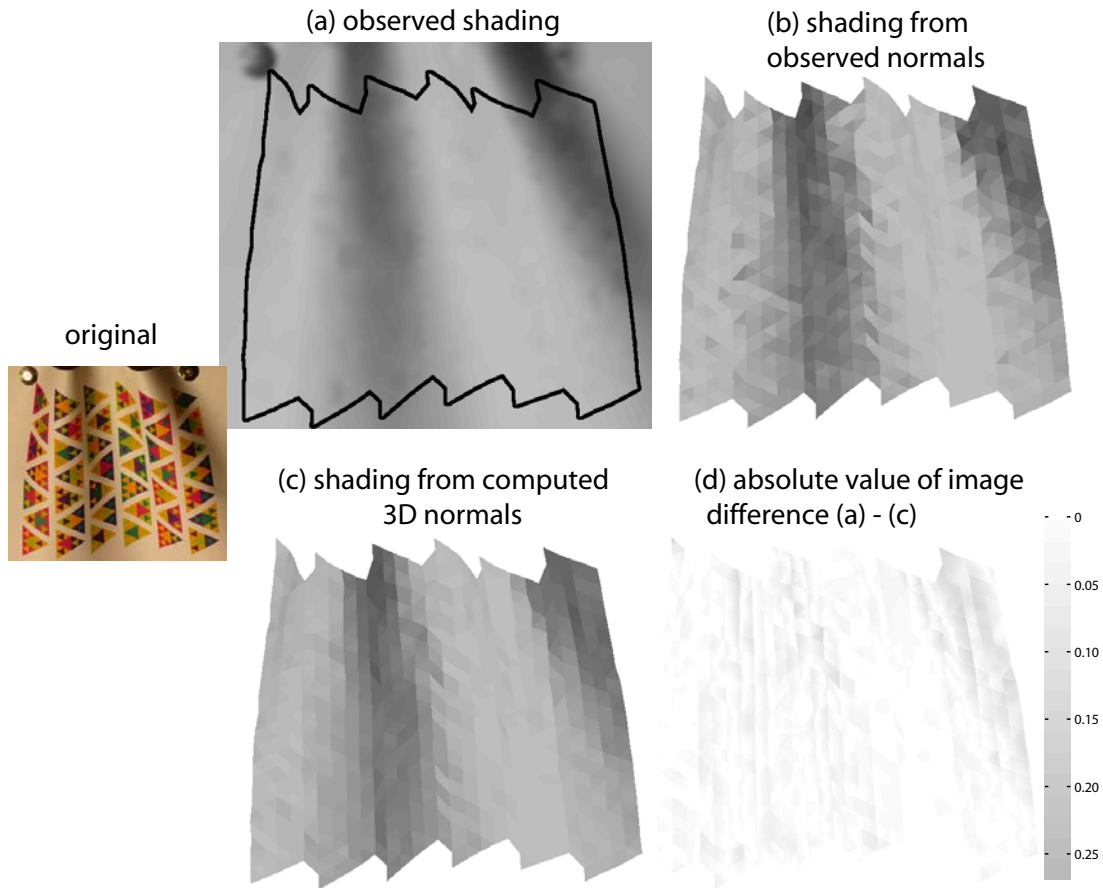 (a) observed shading
(b) shading from
observed normals
original
(c) shading from computed
3D normals
(d) absolute value of image
difference (a) - (c)
0
0.05
0.10
0.15
0.20
0.25